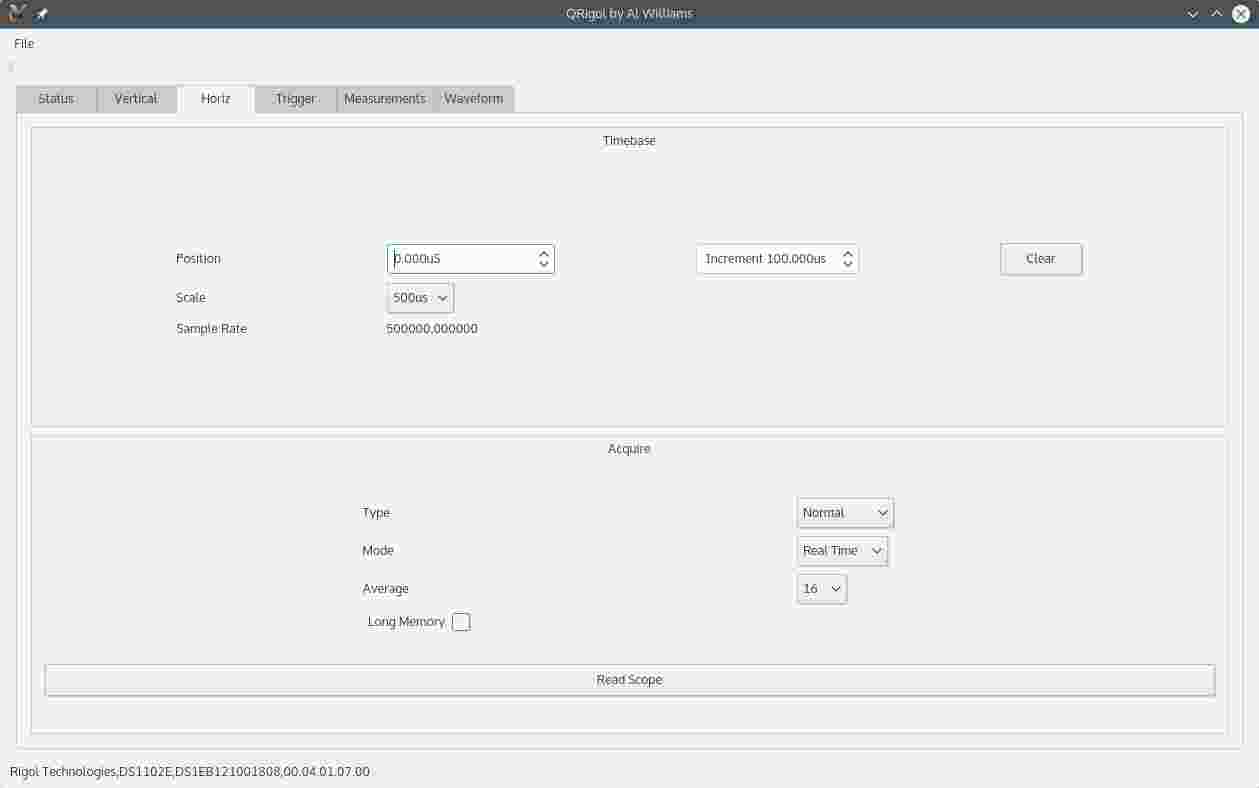 QRigol by Al Williams
File
Status Vertical Horiz Trigger Measurements Waveform
Timebase
Position 0.000uS Increment 100.000us Clear
Scale 500us
Sample Rate 500000.000000
Acquire
Type Normal
Mode Real Time
Average 16
Long Memory
Read Scope
Rigol Technologies,DS1102E,DS1EB121001808,00.04.01.07.00